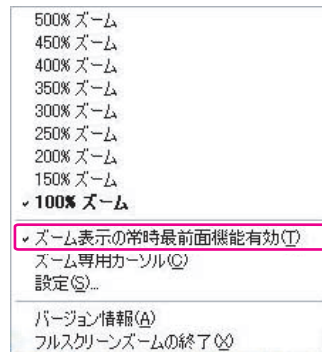 500% ズーム
450% ズーム
400% ズーム
350% ズーム
300% ズーム
250% ズーム
200% ズーム
150% ズーム
100% ズーム
ズーム表示の常時最前面機能有効(T)
ズーム専用カーソル(C)
設定(S)...
バージョン情報(A)
フルスクリーンズームの終了(X)